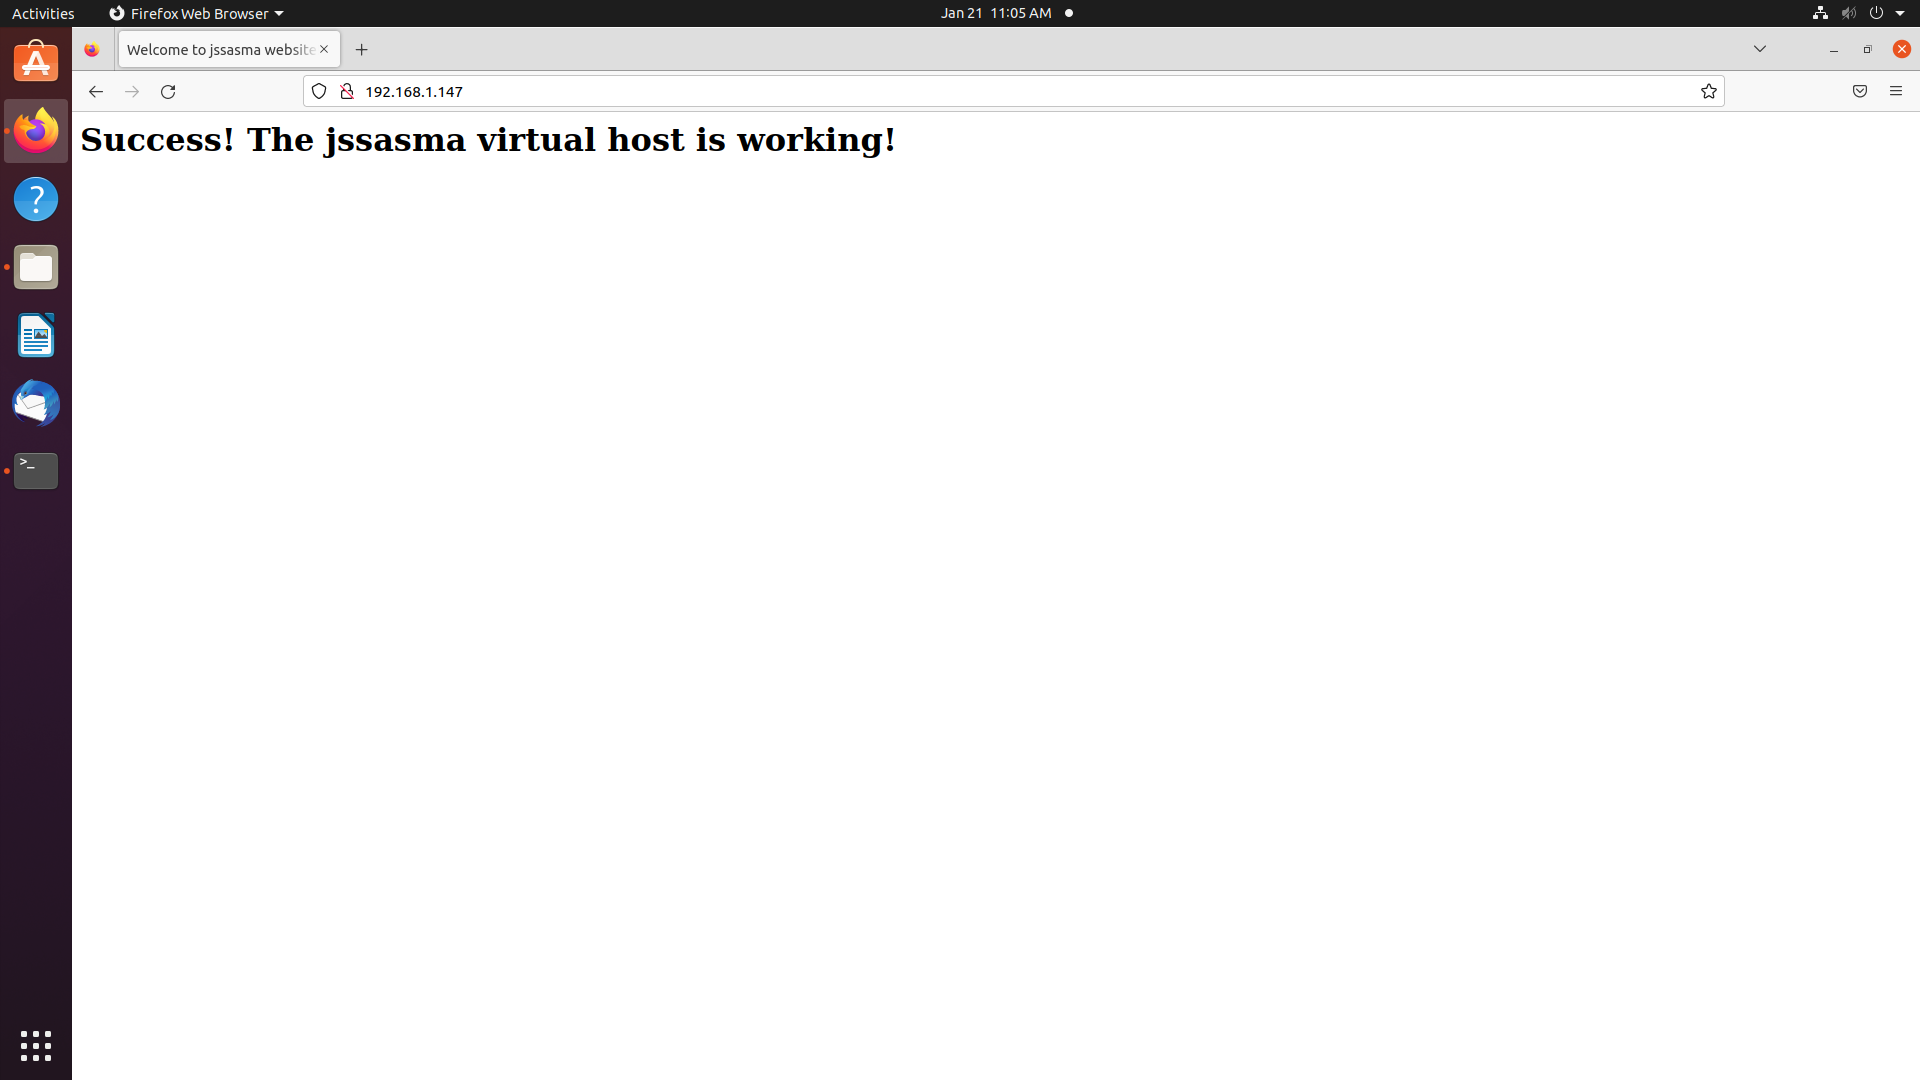 Activities Firefox Web Browser Jan 21 11:05 AM
Welcome to jssasma website
192.168.1.147
Success! The jssasma virtual host is working!